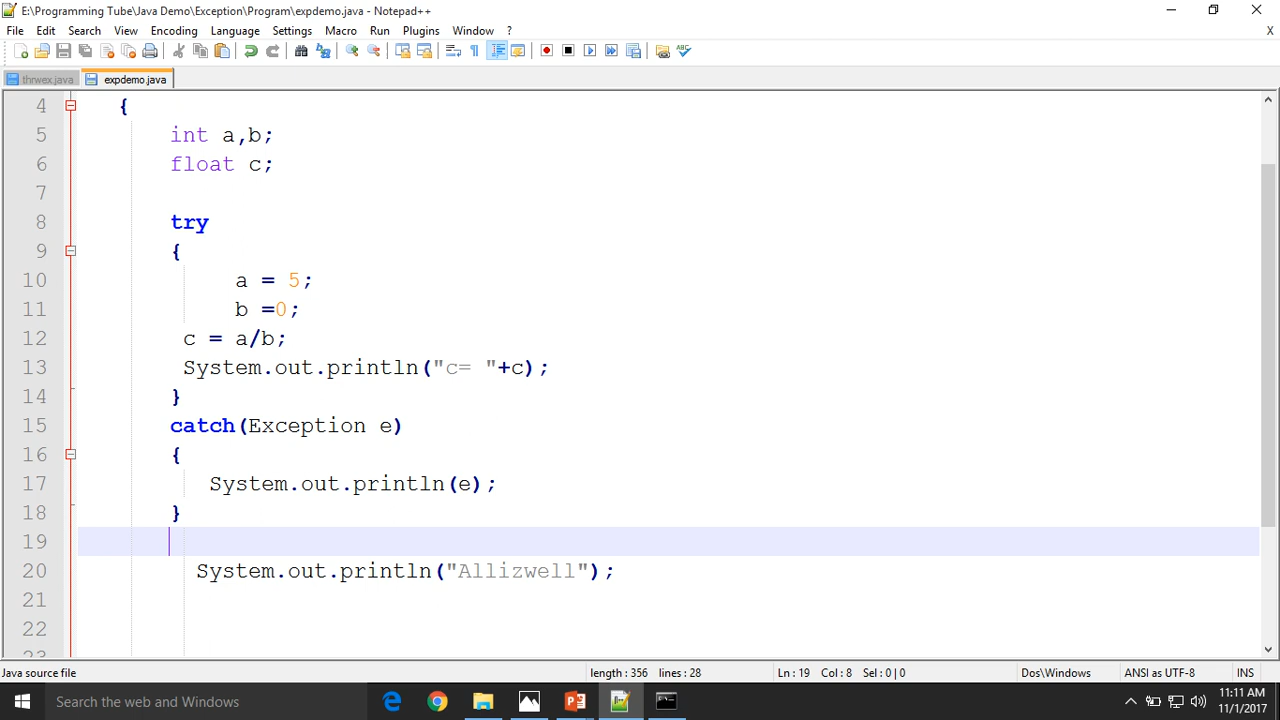 E:\Programming Tube\Java Demo\Exception\Program\expdemo.java - Notepad++
File Edit Search View Encoding Language Settings Macro Run Plugins Window ? X
thrwex.java expdemo.java
4 {
5 int a,b;
6 float c;
7
8 try
9 {
10 a = 5;
11 b =0;
12 c = a/b;
13 System.out.println("c= "+c);
14 }
15 catch(Exception e)
16 {
17 System.out.println(e);
18 }
19
20 System.out.println("Allizwell");
21
22
23
Java source file length : 356 lines : 28 Ln : 19 Col : 8 Sel : 0 | 0 Dos\Windows ANSI as UTF-8 INS
Search the web and Windows
11:11 AM
11/1/2017